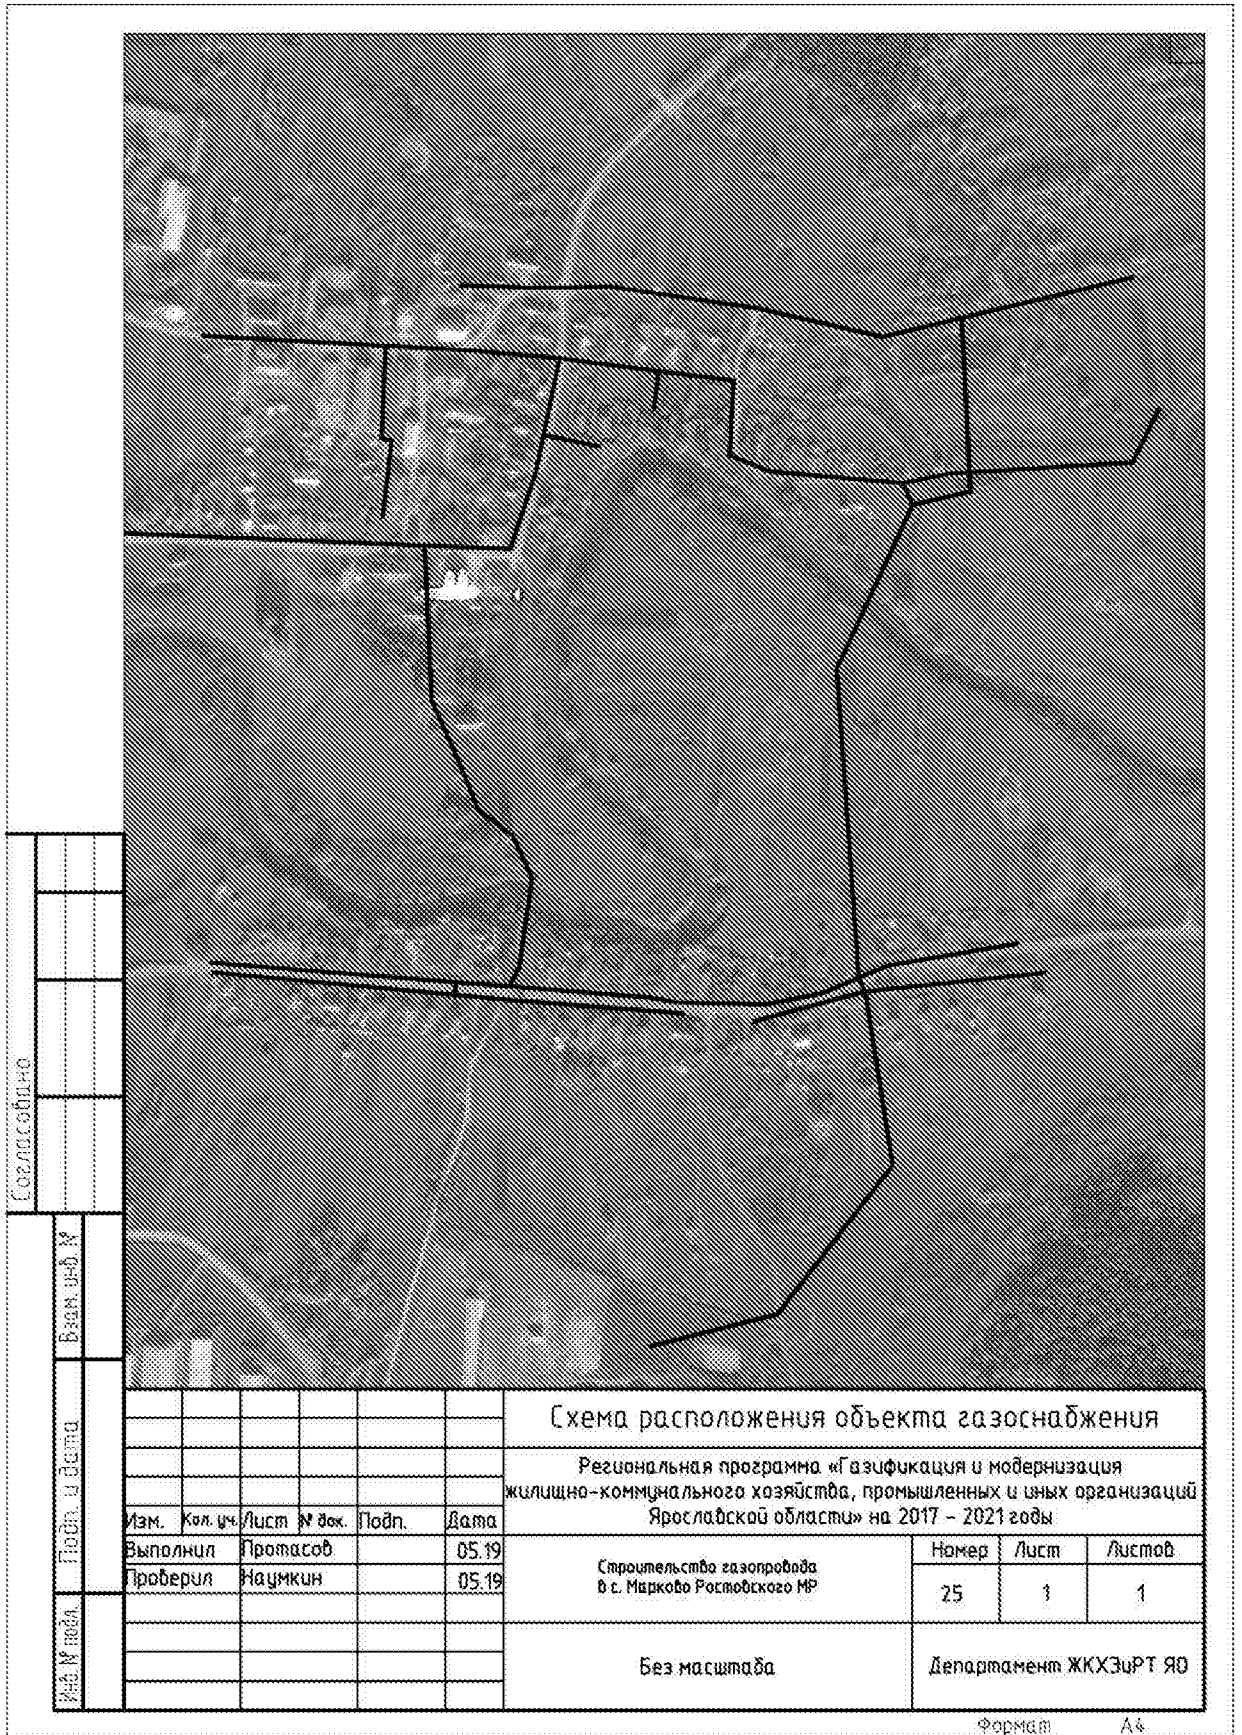 Согласовано
Взам. инв. №
Подп. и дата
Инв. № подл.
Схема расположения объекта газоснабжения
Региональная программа «Газификация и модернизация
жилищно-коммунального хозяйства, промышленных и иных организаций
Ярославской области» на 2017 - 2021 годы
Изм. Кол. уч. Лист № док. Подп. Дата
Выполнил Протасов 05.19
Проверил Наумкин 05.19
Строительство газопровода
в с. Марково Ростовского МР
Номер Лист Листов
25 1 1
Без масштаба
Департамент ЖКХЭиРТ ЯО
Формат А4